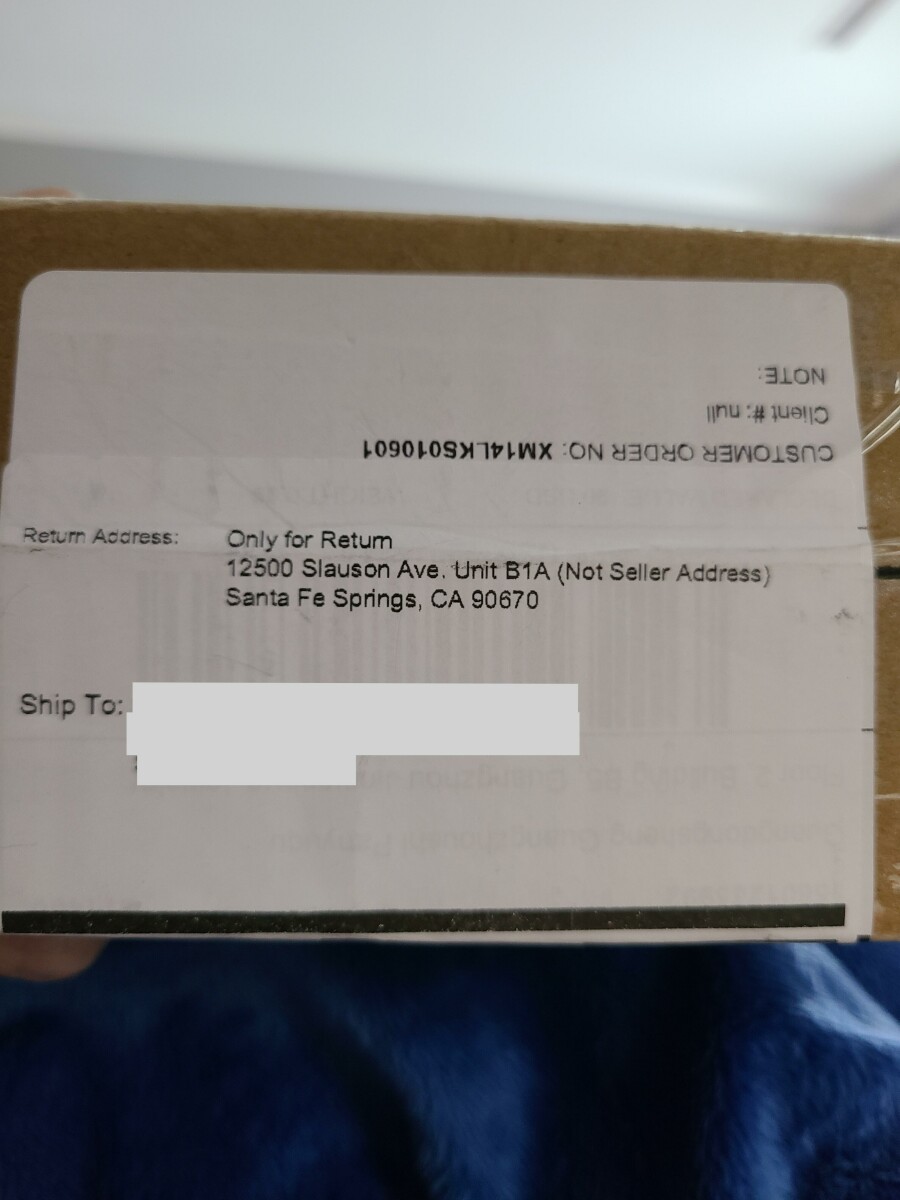 NOTE:
Client #: null
CUSTOMER ORDER NO: XM14LKS010601
Return Address: Only for Return
12500 Slauson Ave. Unit B1A (Not Seller Address)
Santa Fe Springs, CA 90670
Ship To: